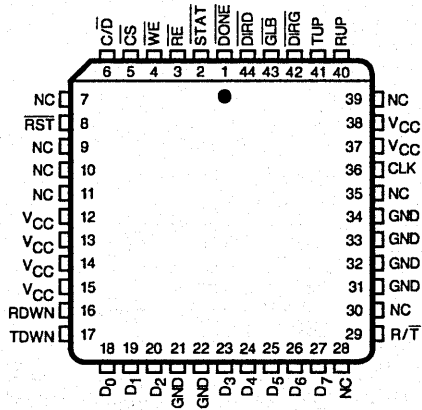 C/D̅ C̅S̅ W̅E̅ R̅E̅ S̅T̅A̅T̅ D̅O̅N̅E̅ D̅I̅R̅D̅ G̅L̅B̅ D̅I̅R̅G̅ TUP RUP
6 5 4 3 2 1 44 43 42 41 40
NC 7
R̅S̅T̅ 8
NC 9
NC 10
NC 11
VCC 12
VCC 13
VCC 14
VCC 15
RDWN 16
TDWN 17
39 NC
38 VCC
37 VCC
36 CLK
35 NC
34 GND
33 GND
32 GND
31 GND
30 NC
29 R/T̅
18 19 20 21 22 23 24 25 26 27 28
D0 D1 D2 GND GND D3 D4 D5 D6 D7 NC